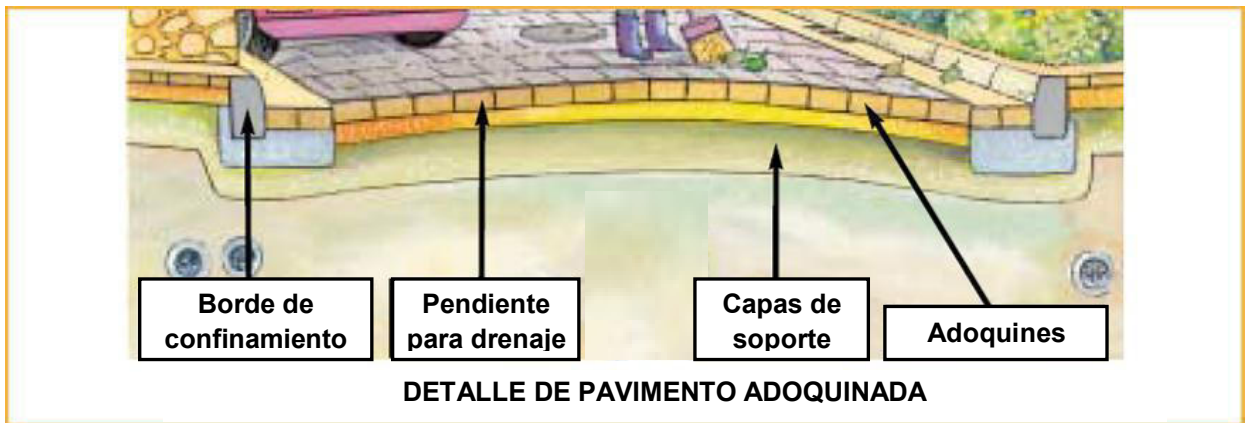 Borde de
confinamiento
Pendiente
para drenaje
Capas de
soporte
Adoquines
DETALLE DE PAVIMENTO ADOQUINADA